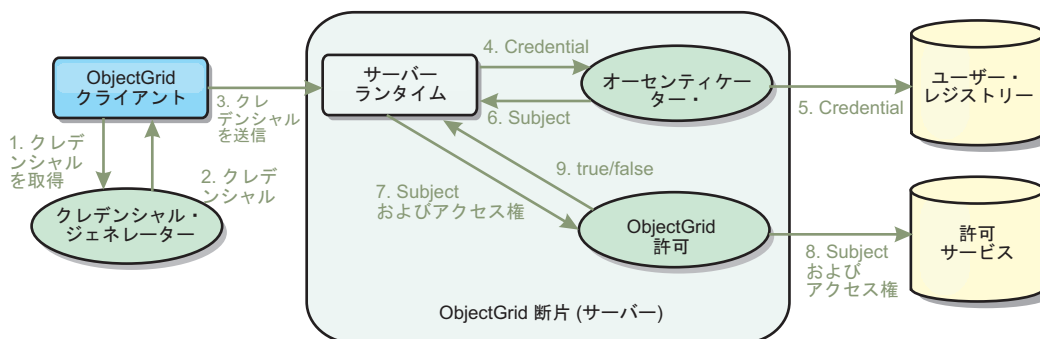 ObjectGrid
クライアント
1. クレデ
ンシャル
を取得
2. クレデ
ンシャル
クレデンシャル・
ジェネレーター
3. クレ
デンシャル
を送信
サーバー
ランタイム
4. Credential
オーセンティケー
ター・
5. Credential
ユーザー・
レジストリー
6. Subject
7. Subject
およびアクセス権
9. true/false
ObjectGrid
許可
8. Subject
および
アクセス権
許可
サービス
ObjectGrid 断片 (サーバー)